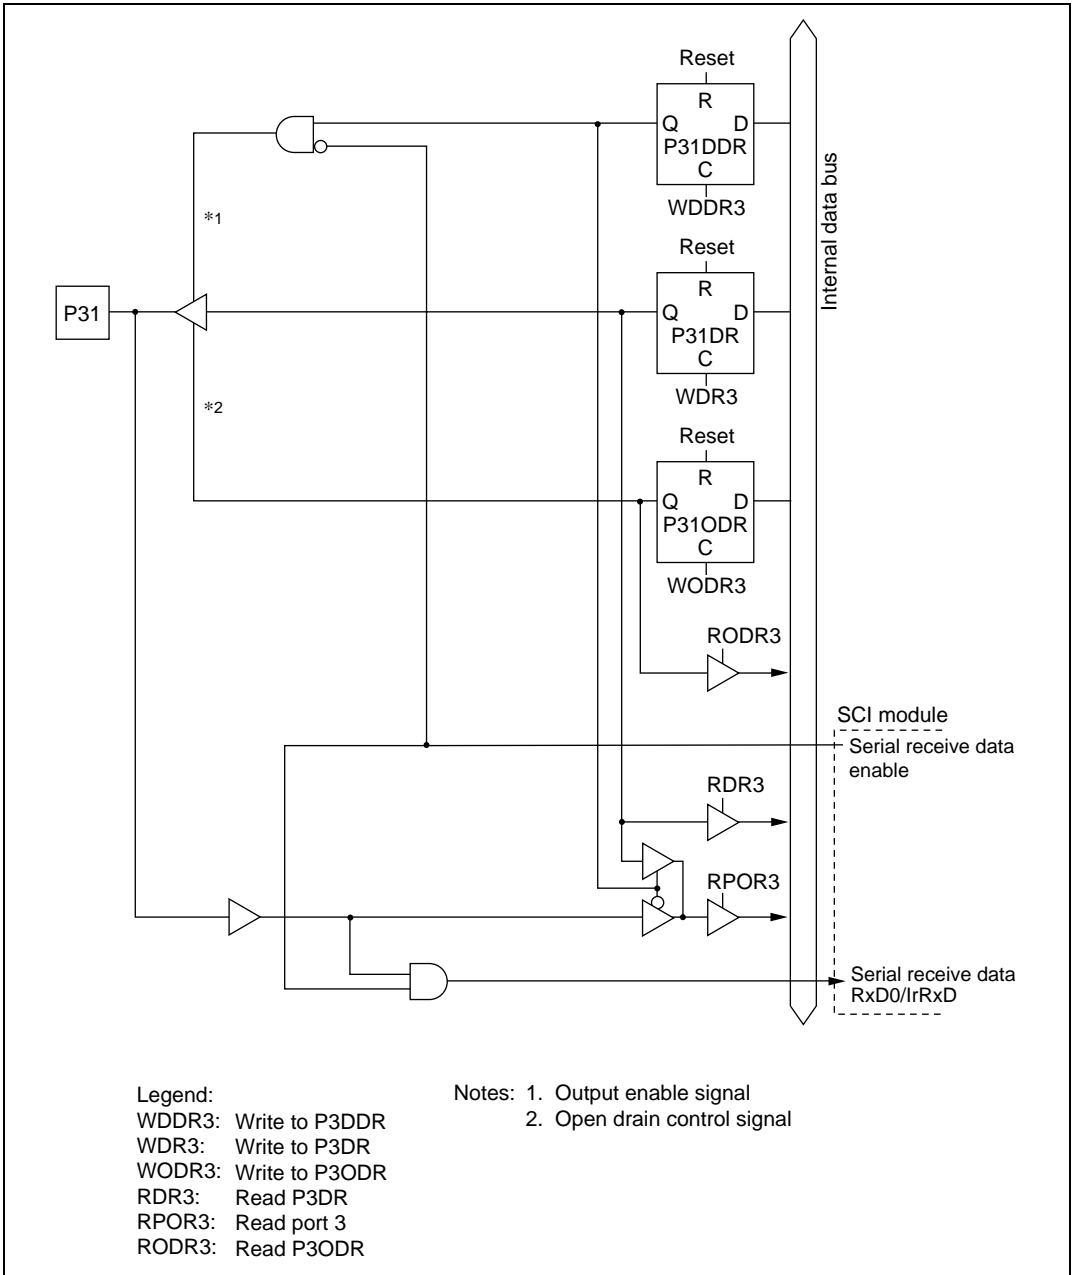 Reset
R
Q D
P31DDR
C
WDDR3
Internal data bus
*1
Reset
R
P31
Q D
P31DR
C
WDR3
*2
Reset
R
Q D
P31ODR
C
WODR3
RODR3
SCI module
Serial receive data
enable
RDR3
RPOR3
Serial receive data
RxD0/IrRxD
Legend:
WDDR3: Write to P3DDR
WDR3: Write to P3DR
WODR3: Write to P3ODR
RDR3: Read P3DR
RPOR3: Read port 3
RODR3: Read P3ODR
Notes: 1. Output enable signal
2. Open drain control signal